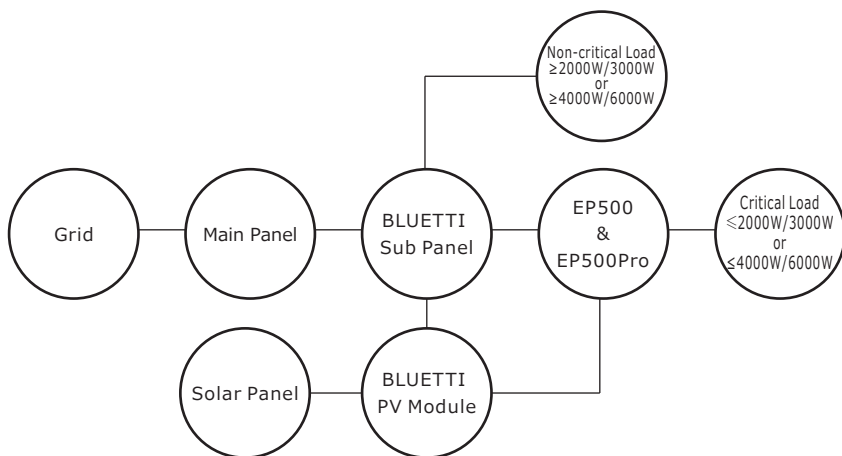 Non-critical Load
≥2000W/3000W
or
≥4000W/6000W
Grid
Main Panel
BLUETTI
Sub Panel
EP500
&
EP500Pro
Critical Load
⩽2000W/3000W
or
≤4000W/6000W
Solar Panel
BLUETTI
PV Module